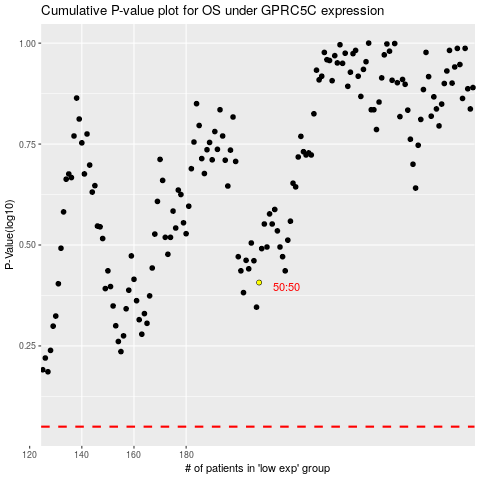 Cumulative P-value plot for OS under GPRC5C expression
P-Value(log10)
1.00
0.75
0.50
0.25
50:50
120 140 160 180
# of patients in 'low exp' group